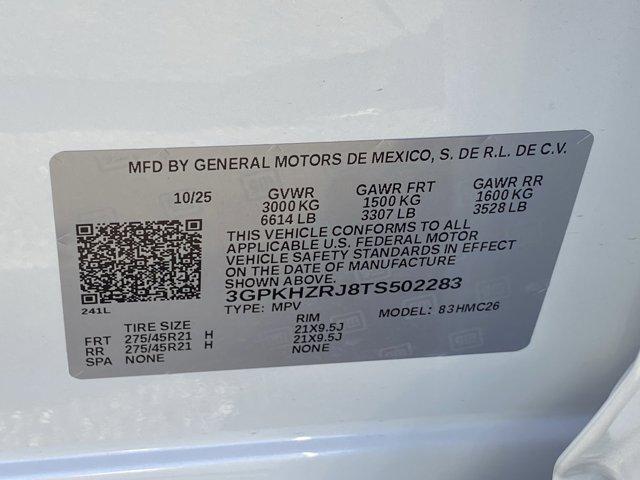 MFD BY GENERAL MOTORS DE MEXICO, S. DE R.L. DE C.V.
10/25 GVWR GAWR FRT GAWR RR
3000 KG 1500 KG 1600 KG
6614 LB 3307 LB 3528 LB
THIS VEHICLE CONFORMS TO ALL
APPLICABLE U.S. FEDERAL MOTOR
VEHICLE SAFETY STANDARDS IN EFFECT
ON THE DATE OF MANUFACTURE
SHOWN ABOVE.
3GPKHZRJ8TS502283
TYPE: MPV MODEL: 83HMC26
241L
TIRE SIZE RIM
FRT 275/45R21 H 21X9.5J
RR 275/45R21 H 21X9.5J
SPA NONE NONE